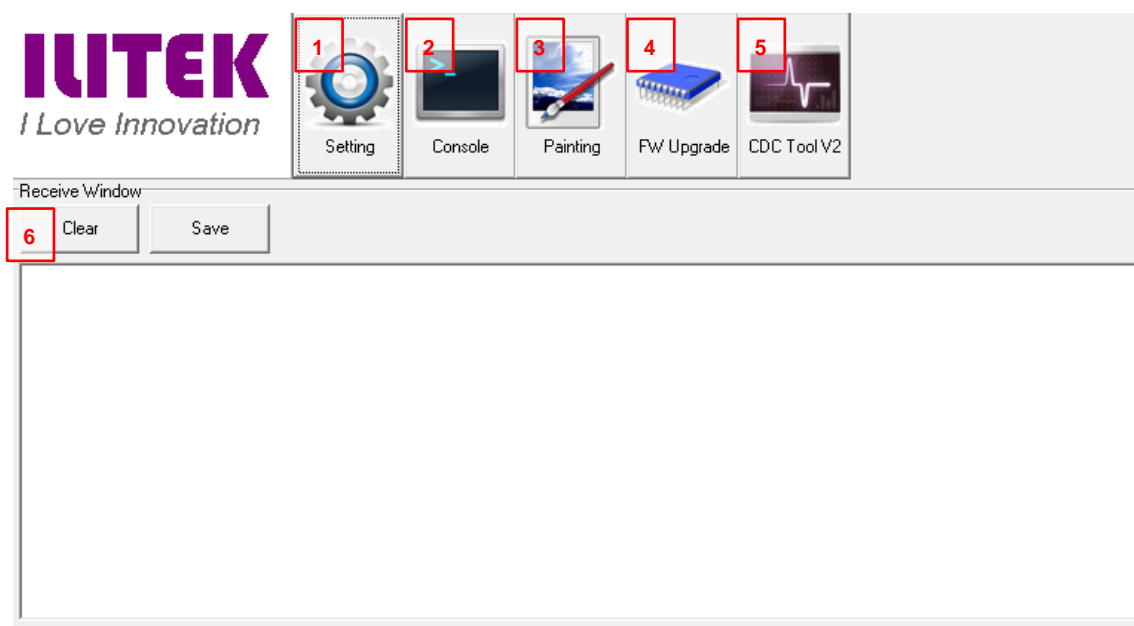 ILITEK
I Love Innovation
1 2 3 4 5
Setting Console Painting FW Upgrade CDC Tool V2
Receive Window
6 Clear Save